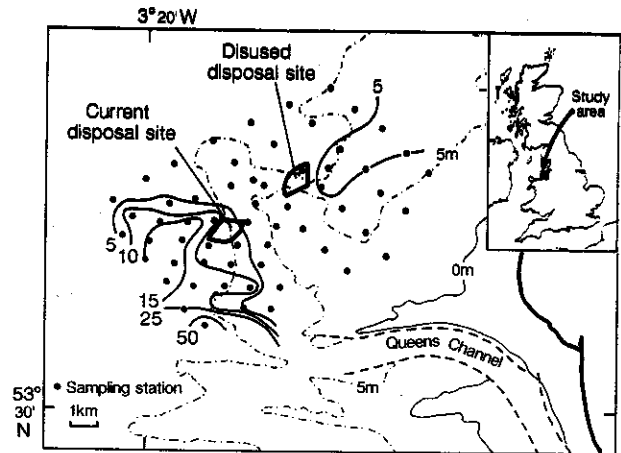 3° 20' W
Disused
disposal site
Study
area
Current
disposal site
5
5m
5
10
0m
15
25
50
Queens Channel
Sampling station
5m
53°
30'
N
1km